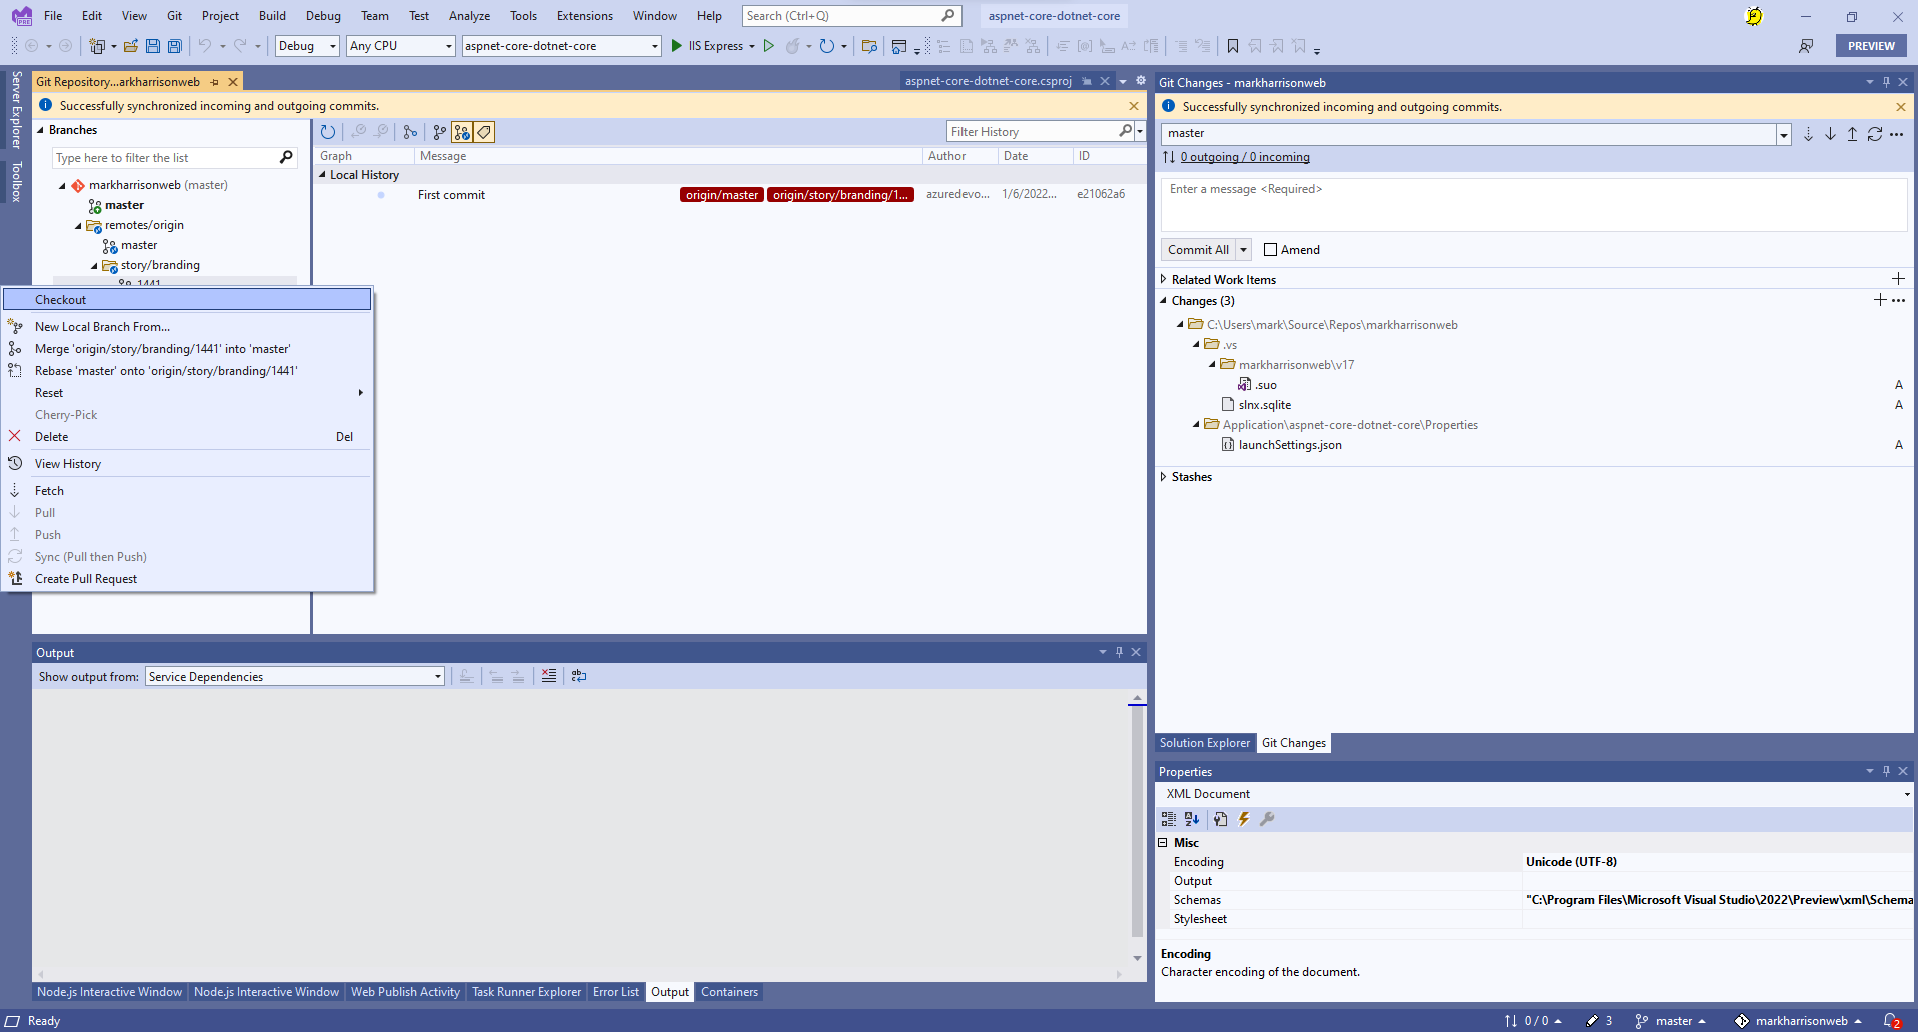 File Edit View Git Project Build Debug Team Test Analyze Tools Extensions Window Help Search (Ctrl+Q) aspnet-core-dotnet-core
Debug Any CPU aspnet-core-dotnet-core IIS Express PREVIEW
Server Explorer
Toolbox
Git Repository...arkharrisonweb aspnet-core-dotnet-core.csproj
Successfully synchronized incoming and outgoing commits.
Branches
Type here to filter the list
markharrisonweb (master)
master
remotes/origin
master
story/branding
1441
Filter History
Graph Message Author Date ID
Local History
First commit origin/master origin/story/branding/1... azuredevo... 1/6/2022... e21062a6
Checkout
New Local Branch From...
Merge 'origin/story/branding/1441' into 'master'
Rebase 'master' onto 'origin/story/branding/1441'
Reset
Cherry-Pick
Delete Del
View History
Fetch
Pull
Push
Sync (Pull then Push)
Create Pull Request
Output
Show output from: Service Dependencies
Node.js Interactive Window Node.js Interactive Window Web Publish Activity Task Runner Explorer Error List Output Containers
Git Changes - markharrisonweb
Successfully synchronized incoming and outgoing commits.
master
0 outgoing / 0 incoming
Enter a message <Required>
Commit All Amend
Related Work Items
Changes (3)
C:\Users\mark\Source\Repos\markharrisonweb
.vs
markharrisonweb\v17
.suo A
slnx.sqlite A
Application\aspnet-core-dotnet-core\Properties
launchSettings.json A
Stashes
Solution Explorer Git Changes
Properties
XML Document
Misc
Encoding Unicode (UTF-8)
Output
Schemas "C:\Program Files\Microsoft Visual Studio\2022\Preview\xml\Schema
Stylesheet
Encoding
Character encoding of the document.
Ready 0 / 0 3 master markharrisonweb 2